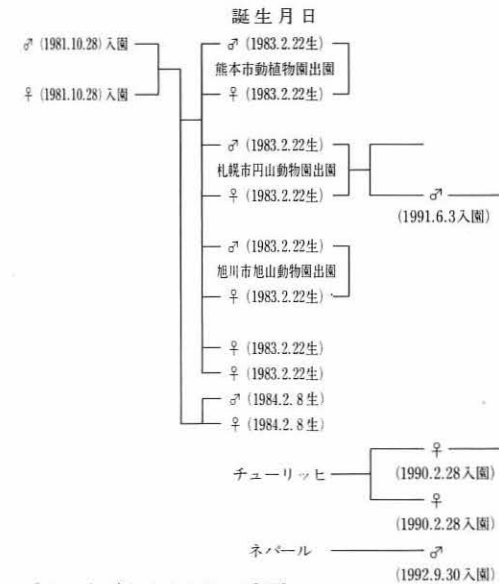 誕生月日
♂ (1981.10.28) 入園
♀ (1981.10.28) 入園
♂ (1983.2.22生)
熊本市動植物園出園
♀ (1983.2.22生)
♂ (1983.2.22生)
札幌市円山動物園出園
♀ (1983.2.22生)
♂
(1991.6.3入園)
♂ (1983.2.22生)
旭川市旭山動物園出園
♀ (1983.2.22生)
♀ (1983.2.22生)
♀ (1983.2.22生)
♂ (1984.2.8生)
♀ (1984.2.8生)
チューリッヒ
♀
(1990.2.28入園)
♀
(1990.2.28入園)
ネパール
♂
(1992.9.30入園)